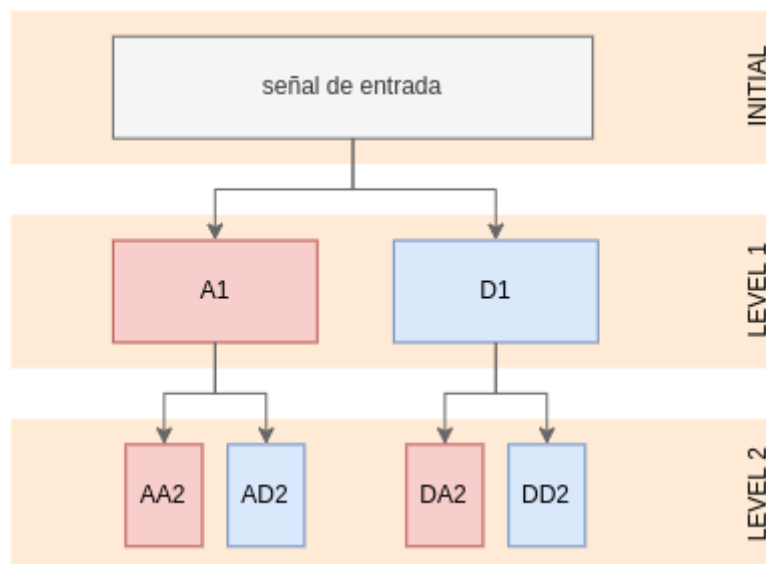 señal de entrada
INITIAL
A1
D1
LEVEL 1
AA2
AD2
DA2
DD2
LEVEL 2